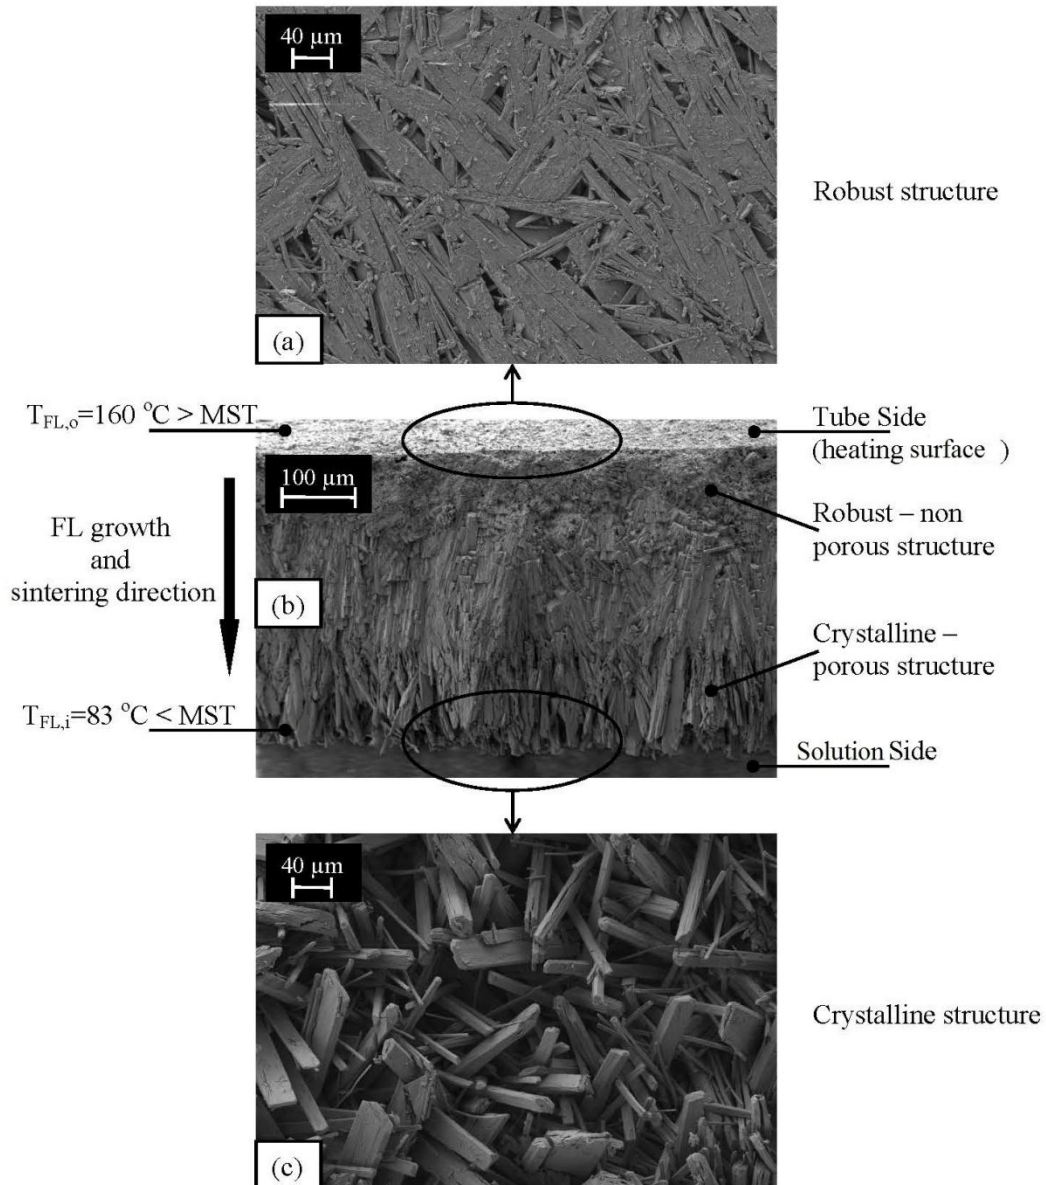 40 µm
Robust structure
(a)
T_FL,o=160 °C > MST
Tube Side
(heating surface )
100 µm
Robust – non
porous structure
FL growth
and
sintering direction
(b)
Crystalline –
porous structure
T_FL,i=83 °C < MST
Solution Side
40 µm
Crystalline structure
(c)